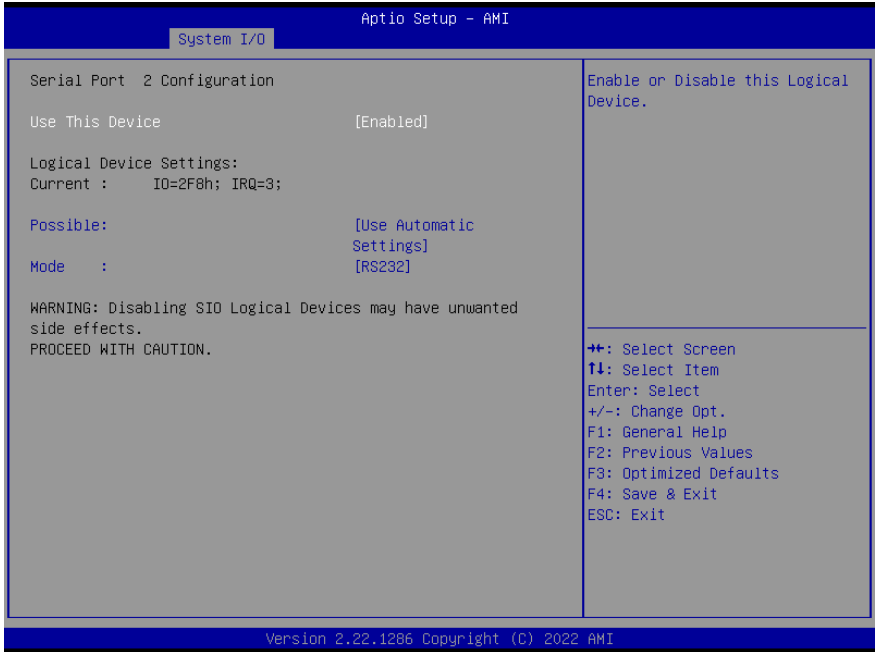 Aptio Setup – AMI
System I/O
Serial Port 2 Configuration
Use This Device [Enabled]
Logical Device Settings:
Current : IO=2F8h; IRQ=3;
Possible: [Use Automatic
Settings]
Mode : [RS232]
WARNING: Disabling SIO Logical Devices may have unwanted
side effects.
PROCEED WITH CAUTION.
Enable or Disable this Logical
Device.
→←: Select Screen
↑↓: Select Item
Enter: Select
+/-: Change Opt.
F1: General Help
F2: Previous Values
F3: Optimized Defaults
F4: Save & Exit
ESC: Exit
Version 2.22.1286 Copyright (C) 2022 AMI